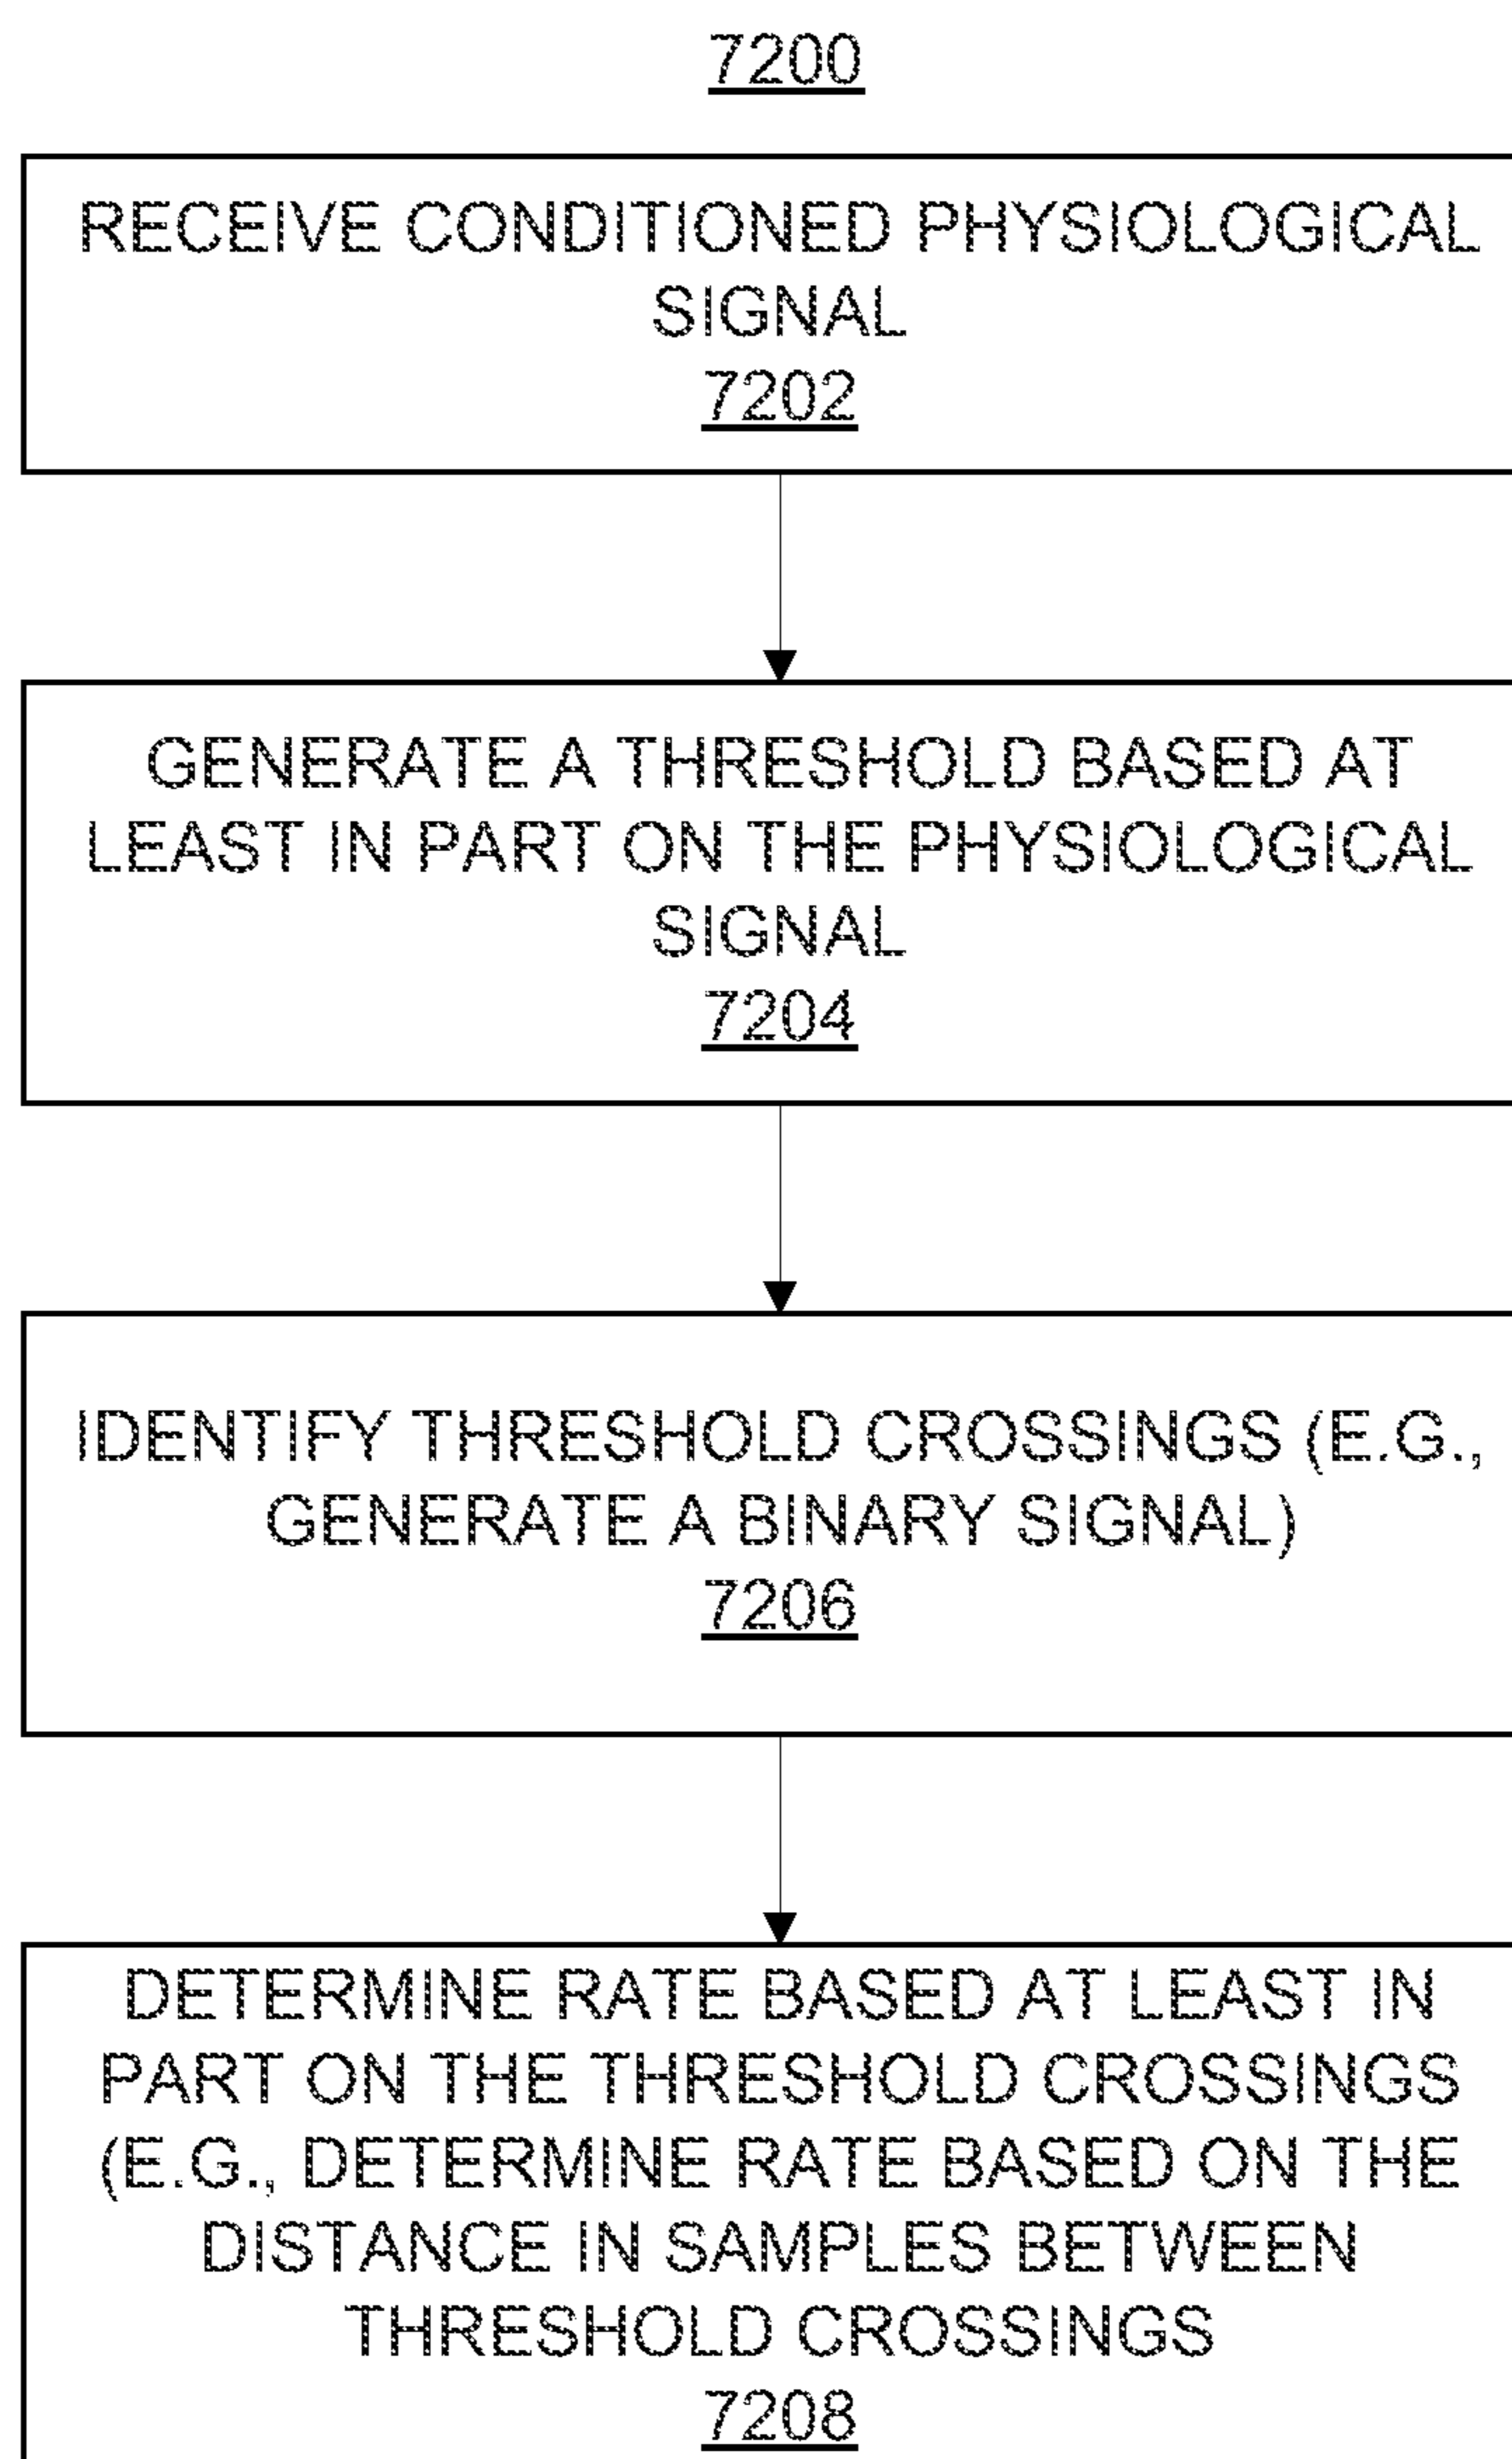 7200
RECEIVE CONDITIONED PHYSIOLOGICAL
SIGNAL
7202
GENERATE A THRESHOLD BASED AT
LEAST IN PART ON THE PHYSIOLOGICAL
SIGNAL
7204
IDENTIFY THRESHOLD CROSSINGS (E.G.,
GENERATE A BINARY SIGNAL)
7206
DETERMINE RATE BASED AT LEAST IN
PART ON THE THRESHOLD CROSSINGS
(E.G., DETERMINE RATE BASED ON THE
DISTANCE IN SAMPLES BETWEEN
THRESHOLD CROSSINGS
7208